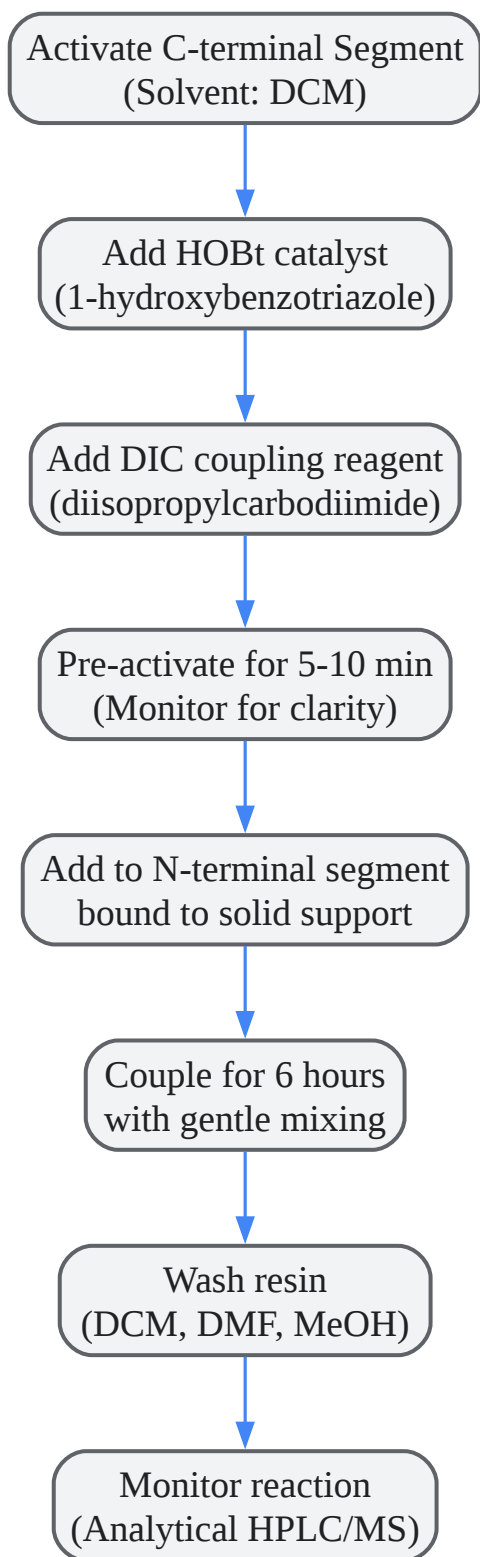 Activate C-terminal Segment
(Solvent: DCM)
Add HOBt catalyst
(1-hydroxybenzotriazole)
Add DIC coupling reagent
(diisopropylcarbodiimide)
Pre-activate for 5-10 min
(Monitor for clarity)
Add to N-terminal segment
bound to solid support
Couple for 6 hours
with gentle mixing
Wash resin
(DCM, DMF, MeOH)
Monitor reaction
(Analytical HPLC/MS)